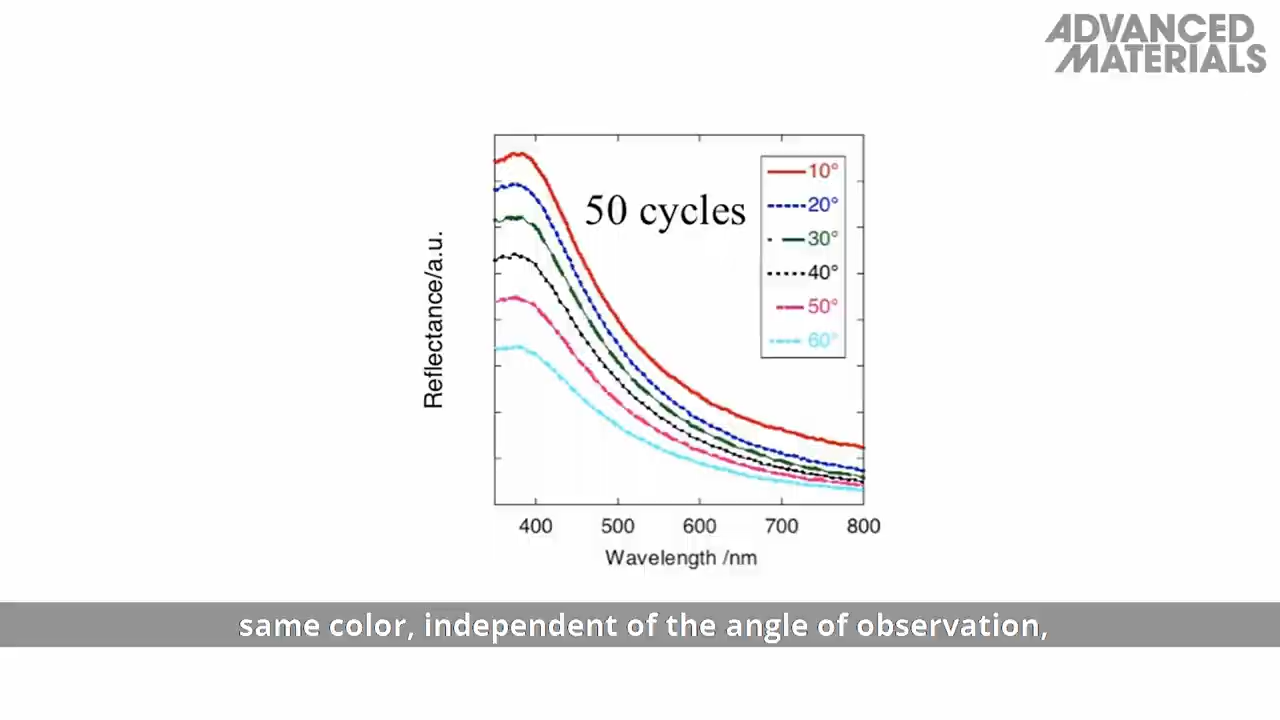 ADVANCED
MATERIALS
50 cycles
10°
20°
30°
40°
50°
60°
Reflectance/a.u.
400 500 600 700 800
Wavelength /nm
same color, independent of the angle of observation,